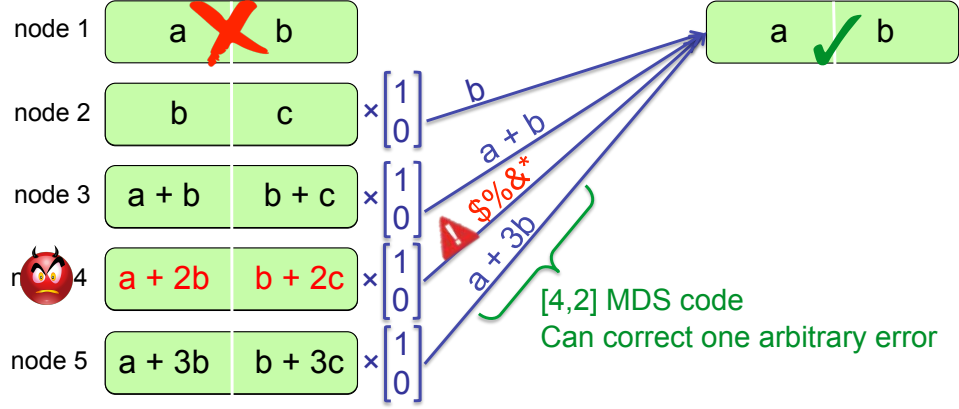 node 1 a b a b
b
node 2 b c × [1 0]
a + b
node 3 a + b b + c × [1 0]
$%&*
n 4 a + 2b b + 2c × [1 0]
a + 3b
[4,2] MDS code
Can correct one arbitrary error
node 5 a + 3b b + 3c × [1 0]